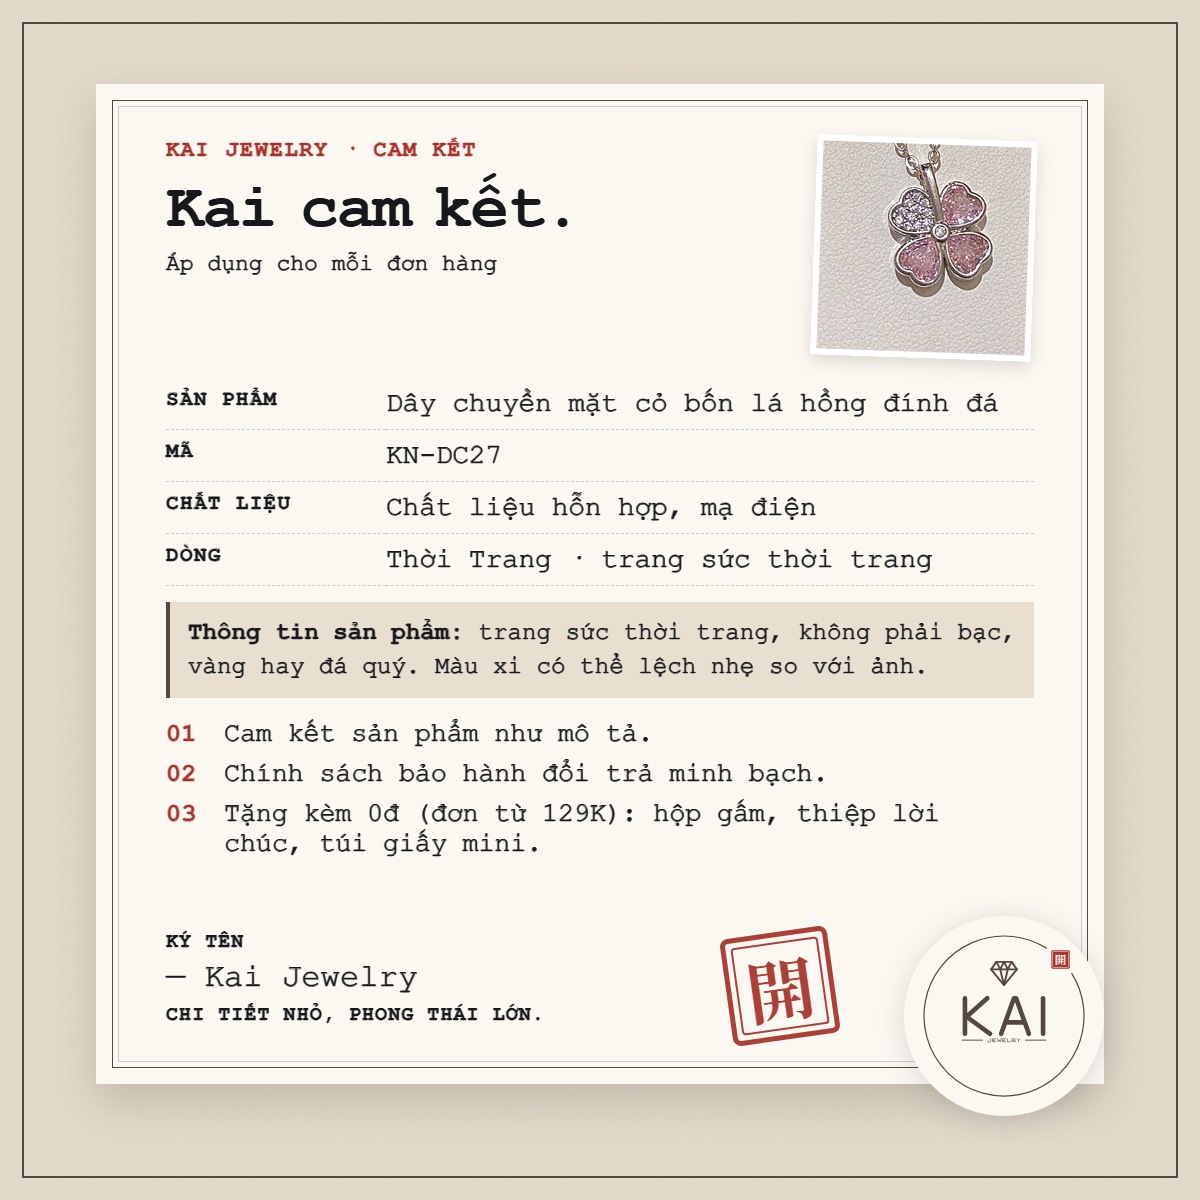 KAI JEWELRY · CAM KẾT
Kai cam kết.
Áp dụng cho mỗi đơn hàng
SẢN PHẨM Dây chuyền mặt cỏ bốn lá hồng đính đá
MÃ KN-DC27
CHẤT LIỆU Chất liệu hỗn hợp, mạ điện
DÒNG Thời Trang · trang sức thời trang
Thông tin sản phẩm: trang sức thời trang, không phải bạc,
vàng hay đá quý. Màu xi có thể lệch nhẹ so với ảnh.
01 Cam kết sản phẩm như mô tả.
02 Chính sách bảo hành đổi trả minh bạch.
03 Tặng kèm 0đ (đơn từ 129K): hộp gấm, thiệp lời
chúc, túi giấy mini.
KÝ TÊN
— Kai Jewelry
CHI TIẾT NHỎ, PHONG THÁI LỚN.
開
開
KAI
JEWELRY